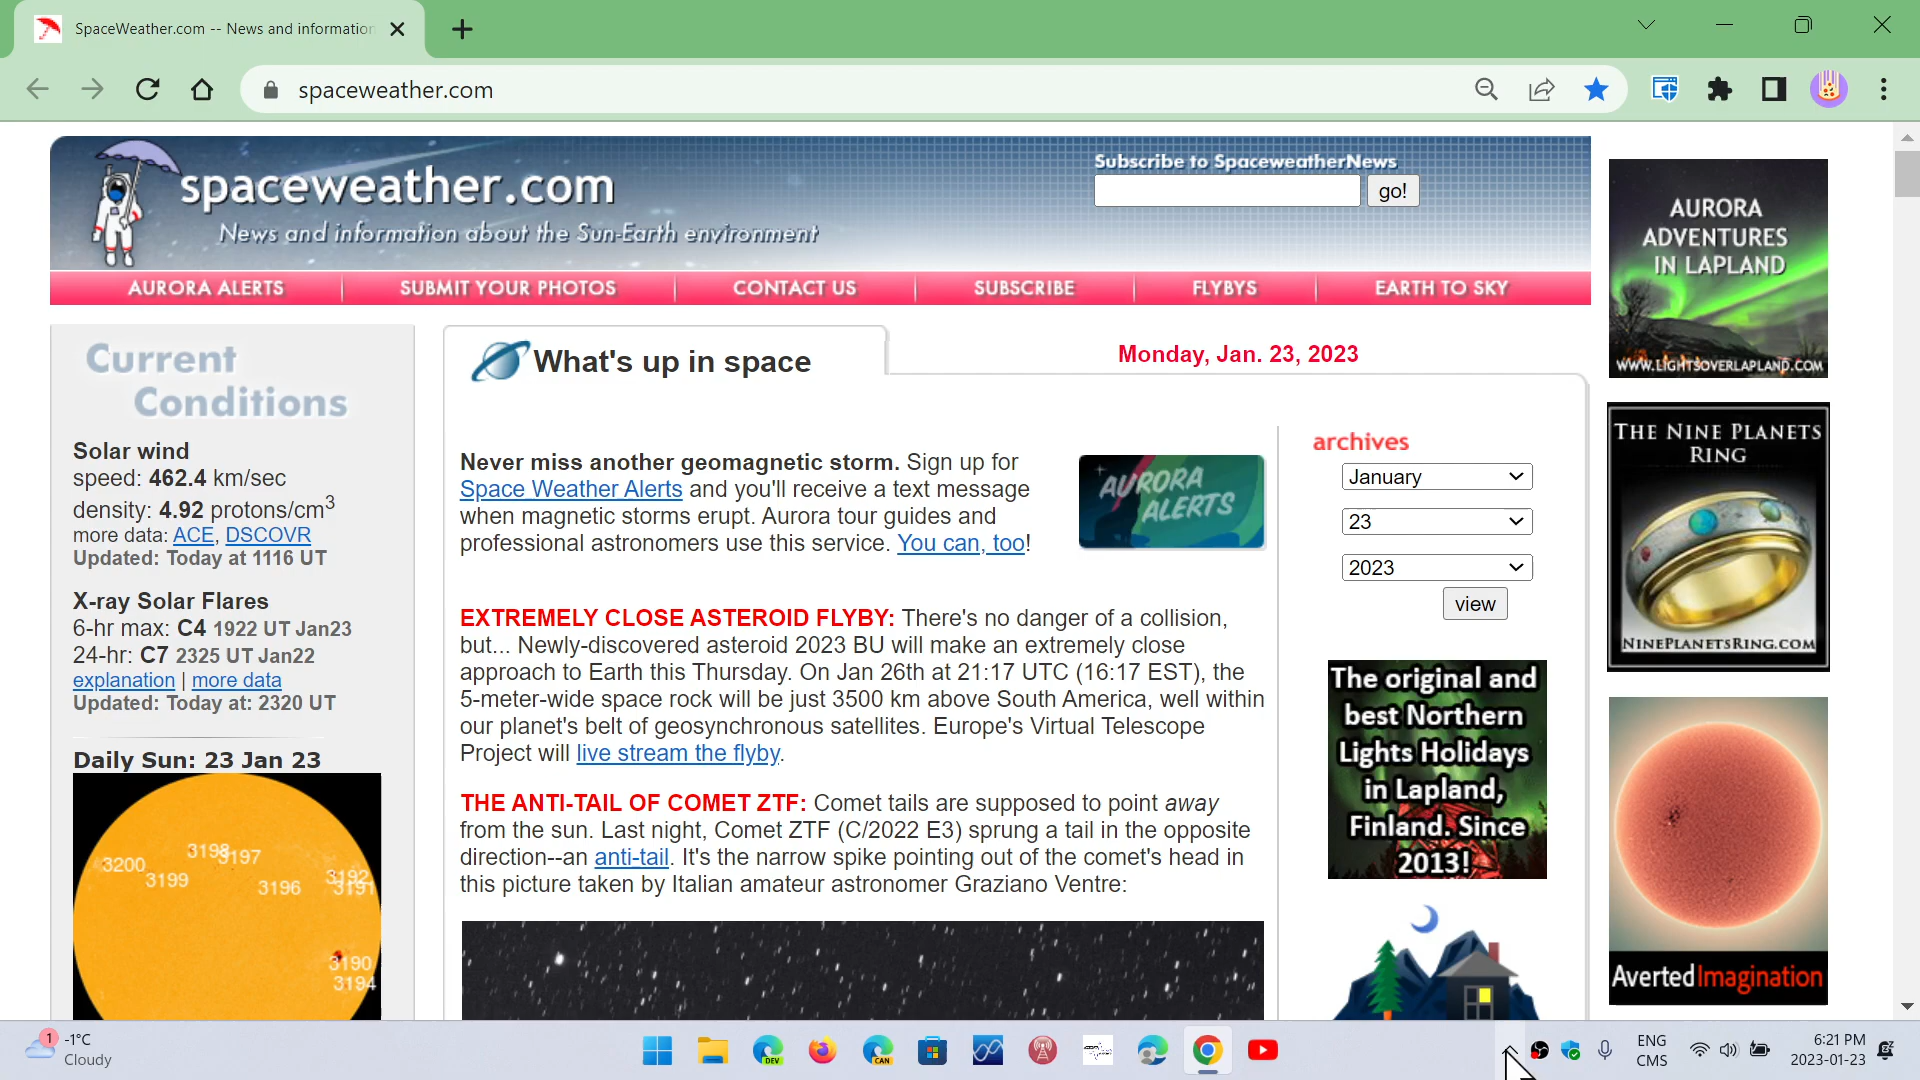 SpaceWeather.com -- News and information
spaceweather.com
spaceweather.com
News and information about the Sun-Earth environment
Subscribe to SpaceweatherNews
go!
AURORA ALERTS
SUBMIT YOUR PHOTOS
CONTACT US
SUBSCRIBE
FLYBYS
EARTH TO SKY
Current
Conditions
Solar wind
speed: 462.4 km/sec
density: 4.92 protons/cm3
more data: ACE, DSCOVR
Updated: Today at 1116 UT
X-ray Solar Flares
6-hr max: C4 1922 UT Jan23
24-hr: C7 2325 UT Jan22
explanation | more data
Updated: Today at: 2320 UT
Daily Sun: 23 Jan 23
3200
3199
3198
3197
3196
3192
3191
3190
3194
What's up in space
Monday, Jan. 23, 2023
Never miss another geomagnetic storm. Sign up for
Space Weather Alerts and you'll receive a text message
when magnetic storms erupt. Aurora tour guides and
professional astronomers use this service. You can, too!
AURORA
ALERTS
EXTREMELY CLOSE ASTEROID FLYBY: There's no danger of a collision,
but... Newly-discovered asteroid 2023 BU will make an extremely close
approach to Earth this Thursday. On Jan 26th at 21:17 UTC (16:17 EST), the
5-meter-wide space rock will be just 3500 km above South America, well within
our planet's belt of geosynchronous satellites. Europe's Virtual Telescope
Project will live stream the flyby.
THE ANTI-TAIL OF COMET ZTF: Comet tails are supposed to point away
from the sun. Last night, Comet ZTF (C/2022 E3) sprung a tail in the opposite
direction--an anti-tail. It's the narrow spike pointing out of the comet's head in
this picture taken by Italian amateur astronomer Graziano Ventre:
archives
January
23
2023
view
The original and
best Northern
Lights Holidays
in Lapland,
Finland. Since
2013!
AURORA
ADVENTURES
IN LAPLAND
WWW.LIGHTSOVERLAPLAND.COM
THE NINE PLANETS
RING
NINEPLANETSRING.COM
AvertedImagination
1
-1°C
Cloudy
DEV
CAN
ENG
CMS
6:21 PM
2023-01-23